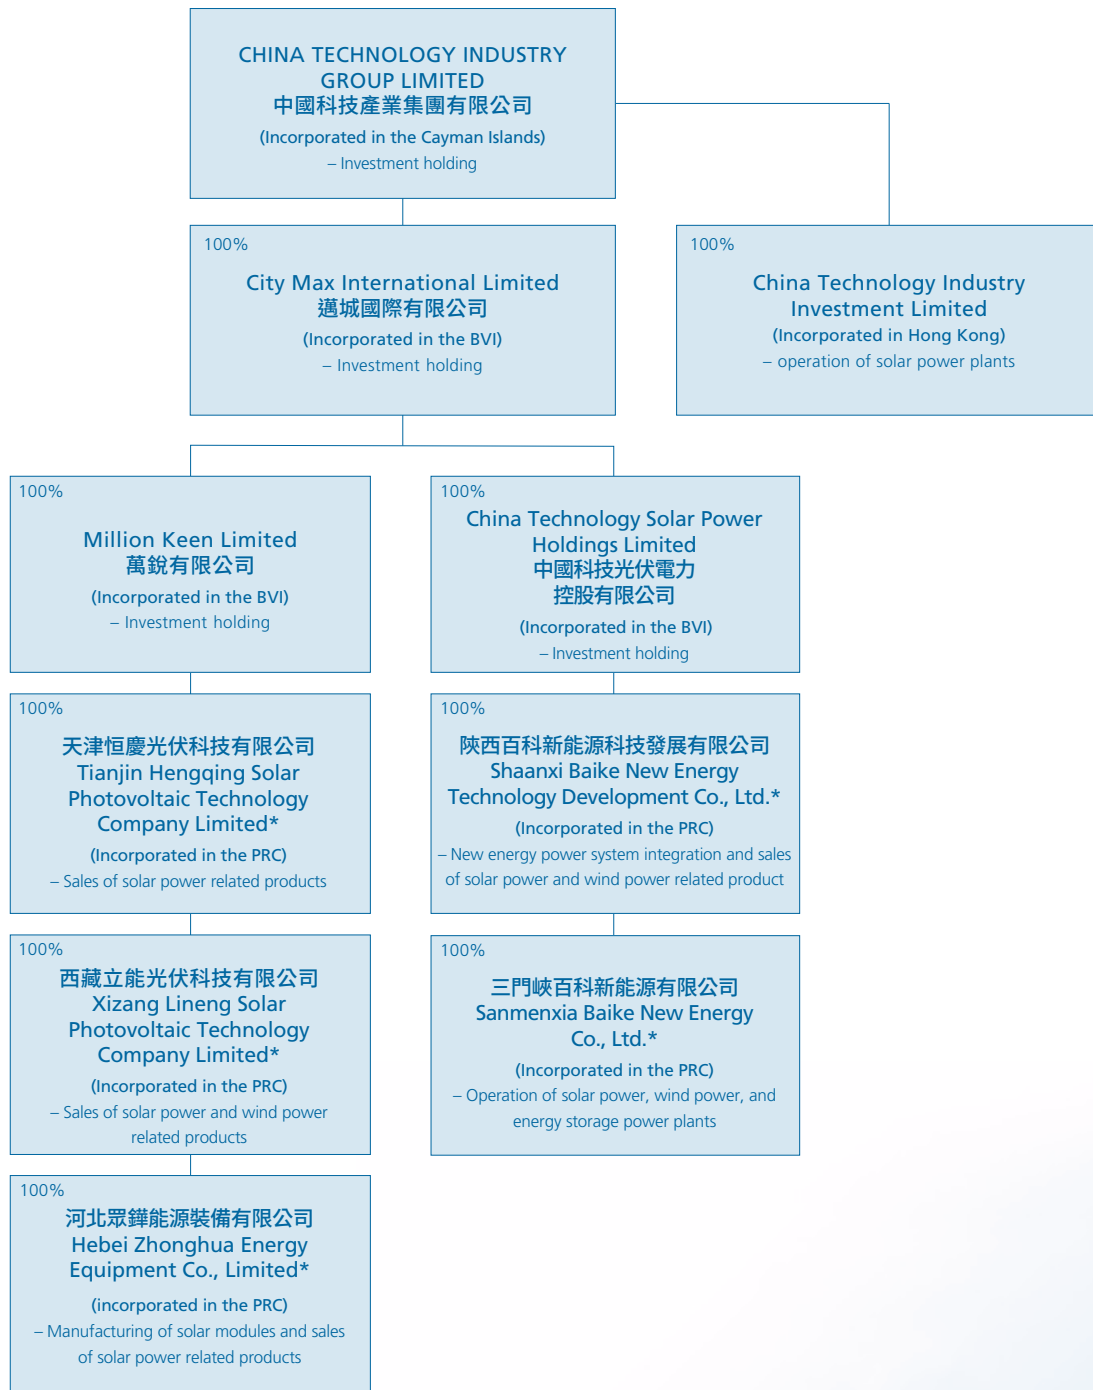 CHINA TECHNOLOGY INDUSTRY
GROUP LIMITED
中國科技產業集團有限公司
(Incorporated in the Cayman Islands)
– Investment holding
100%
City Max International Limited
邁城國際有限公司
(Incorporated in the BVI)
– Investment holding
100%
China Technology Industry
Investment Limited
(Incorporated in Hong Kong)
– operation of solar power plants
100%
Million Keen Limited
萬銳有限公司
(Incorporated in the BVI)
– Investment holding
100%
China Technology Solar Power
Holdings Limited
中國科技光伏電力
控股有限公司
(Incorporated in the BVI)
– Investment holding
100%
天津恒慶光伏科技有限公司
Tianjin Hengqing Solar
Photovoltaic Technology
Company Limited*
(Incorporated in the PRC)
– Sales of solar power related products
100%
陝西百科新能源科技發展有限公司
Shaanxi Baike New Energy
Technology Development Co., Ltd.*
(Incorporated in the PRC)
– New energy power system integration and sales
of solar power and wind power related product
100%
西藏立能光伏科技有限公司
Xizang Lineng Solar
Photovoltaic Technology
Company Limited*
(Incorporated in the PRC)
– Sales of solar power and wind power
related products
100%
三門峽百科新能源有限公司
Sanmenxia Baike New Energy
Co., Ltd.*
(Incorporated in the PRC)
– Operation of solar power, wind power, and
energy storage power plants
100%
河北眾鏵能源裝備有限公司
Hebei Zhonghua Energy
Equipment Co., Limited*
(incorporated in the PRC)
– Manufacturing of solar modules and sales
of solar power related products